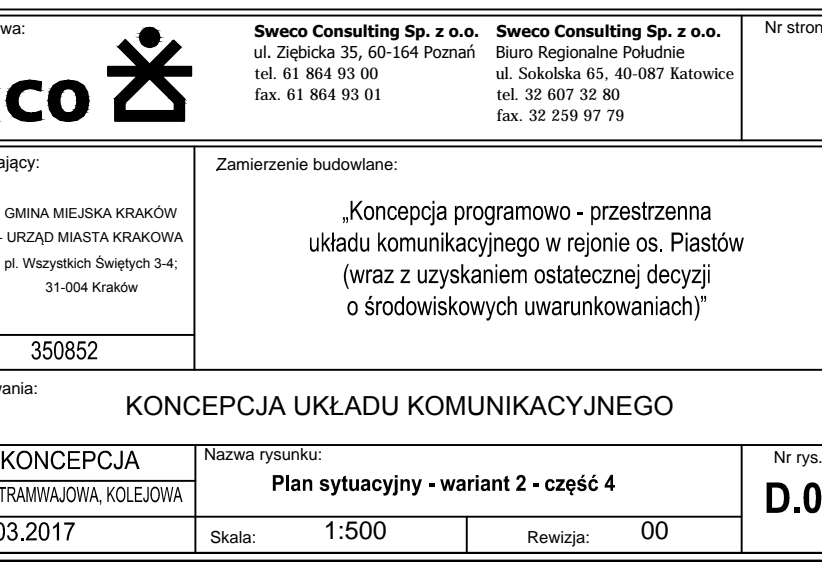 wa:
co
Sweco Consulting Sp. z o.o.
ul. Ziębicka 35, 60-164 Poznań
tel. 61 864 93 00
fax. 61 864 93 01
Sweco Consulting Sp. z o.o.
Biuro Regionalne Południe
ul. Sokolska 65, 40-087 Katowice
tel. 32 607 32 80
fax. 32 259 97 79
Nr stron
ający:
GMINA MIEJSKA KRAKÓW
- URZĄD MIASTA KRAKOWA
pl. Wszystkich Świętych 3-4;
31-004 Kraków
350852
Zamierzenie budowlane:
„Koncepcja programowo - przestrzenna
układu komunikacyjnego w rejonie os. Piastów
(wraz z uzyskaniem ostatecznej decyzji
o środowiskowych uwarunkowaniach)”
wania:
KONCEPCJA UKŁADU KOMUNIKACYJNEGO
KONCEPCJA
TRAMWAJOWA, KOLEJOWA
03.2017
Nazwa rysunku:
Plan sytuacyjny - wariant 2 - część 4
Skala: 1:500
Rewizja: 00
Nr rys.
D.0